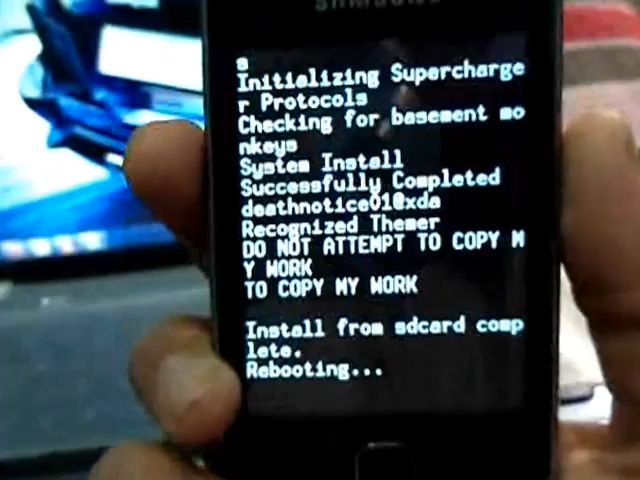 SAMSUNG
s
Initializing Supercharge
r Protocols
Checking for basement mo
nkeys
System Install
Successfully Completed
deathnotice01@xda
Recognized Themer
DO NOT ATTEMPT TO COPY M
Y WORK
TO COPY MY WORK
Install from sdcard comp
lete.
Rebooting...